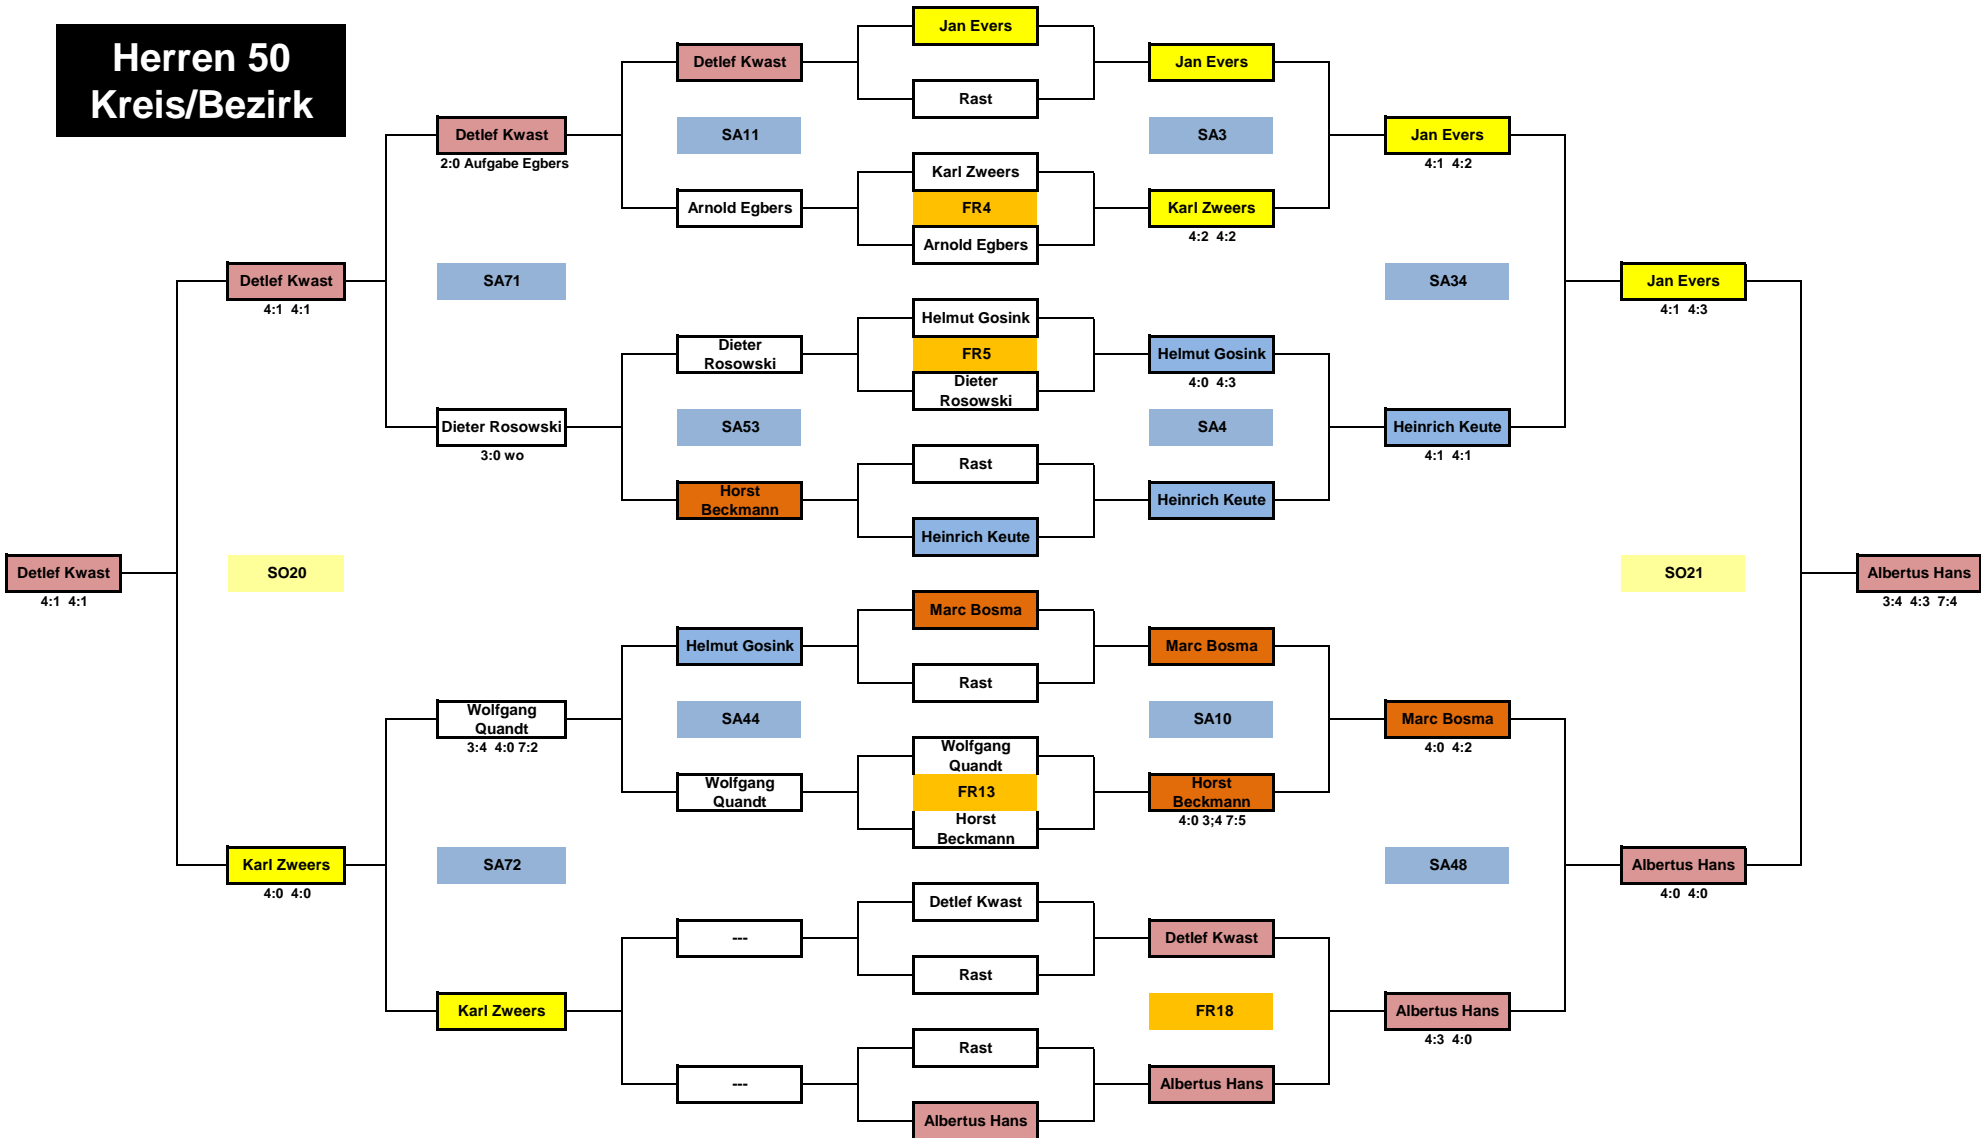 Herren 50
Kreis/Bezirk
Jan Evers
Detlef Kwast
Jan Evers
Rast
Detlef Kwast
SA11
SA3
Jan Evers
2:0 Aufgabe Egbers
4:1 4:2
Karl Zweers
Arnold Egbers
FR4
Karl Zweers
4:2 4:2
Arnold Egbers
Detlef Kwast
SA71
SA34
Jan Evers
4:1 4:1
4:1 4:3
Helmut Gosink
Dieter
Rosowski
FR5
Helmut Gosink
4:0 4:3
Dieter
Rosowski
Dieter Rosowski
SA53
SA4
Heinrich Keute
3:0 wo
4:1 4:1
Rast
Horst
Beckmann
Heinrich Keute
Heinrich Keute
Detlef Kwast
SO20
SO21
Albertus Hans
4:1 4:1
3:4 4:3 7:4
Marc Bosma
Helmut Gosink
Marc Bosma
Rast
Wolfgang
Quandt
SA44
SA10
Marc Bosma
3:4 4:0 7:2
4:0 4:2
Wolfgang
Quandt
Wolfgang
Quandt
FR13
Horst
Beckmann
4:0 3;4 7:5
Horst
Beckmann
Karl Zweers
SA72
SA48
Albertus Hans
4:0 4:0
4:0 4:0
Detlef Kwast
---
Detlef Kwast
Rast
Karl Zweers
FR18
Albertus Hans
4:3 4:0
Rast
---
Albertus Hans
Albertus Hans